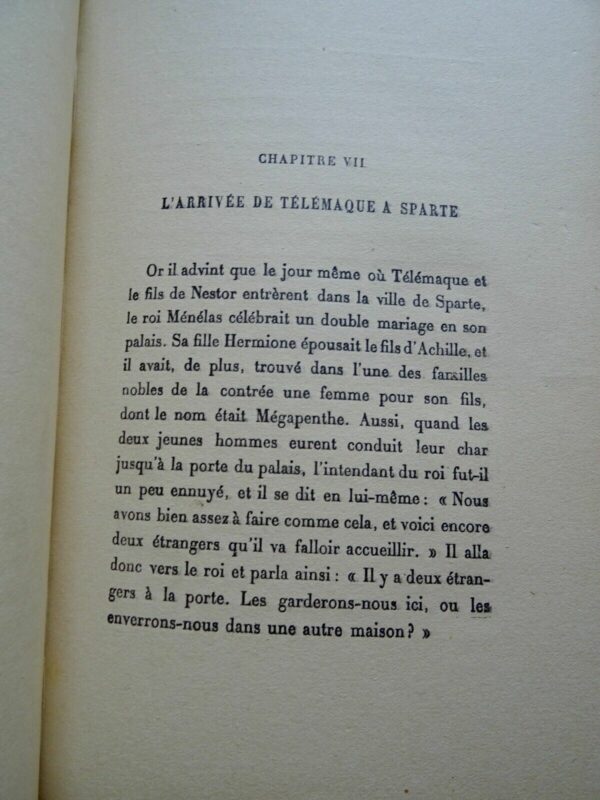 CHAPITRE VII
L'ARRIVÉE DE TÉLÉMAQUE A SPARTE
Or il advint que le jour même où Télémaque et
le fils de Nestor entrèrent dans la ville de Sparte,
le roi Ménélas célébrait un double mariage en son
palais. Sa fille Hermione épousait le fils d'Achille, et
il avait, de plus, trouvé dans l'une des familles
nobles de la contrée une femme pour son fils,
dont le nom était Mégapenthe. Aussi, quand les
deux jeunes hommes eurent conduit leur char
jusqu'à la porte du palais, l'intendant du roi fut-il
un peu ennuyé, et il se dit en lui-même : « Nous
avons bien assez à faire comme cela, et voici encore
deux étrangers qu'il va falloir accueillir. » Il alla
donc vers le roi et parla ainsi : « Il y a deux étran-
gers à la porte. Les garderons-nous ici, ou les
enverrons-nous dans une autre maison? »